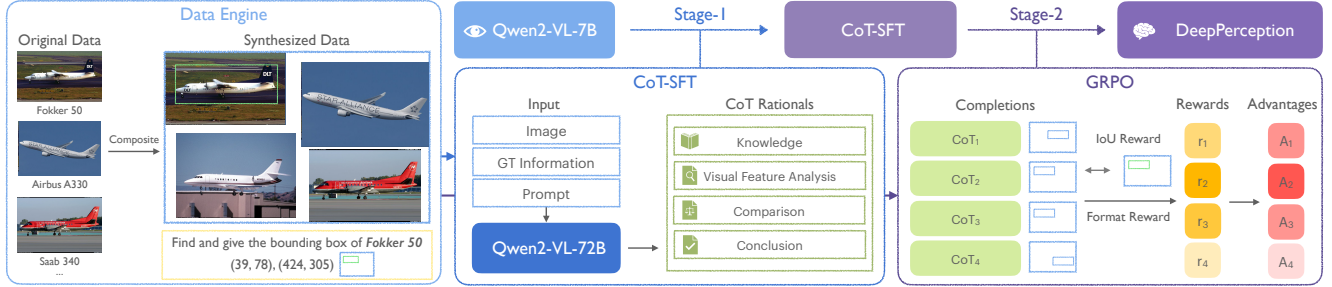 Data Engine
Original Data
Synthesized Data
Fokker 50
Airbus A330
Saab 340
...
Composite
DLT
STAR ALLIANCE
Find and give the bounding box of Fokker 50
(39, 78), (424, 305)
Qwen2-VL-7B
Stage-1
CoT-SFT
Stage-2
DeepPerception
CoT-SFT
Input
Image
GT Information
Prompt
Qwen2-VL-72B
CoT Rationals
Knowledge
Visual Feature Analysis
Comparison
Conclusion
GRPO
Completions
Rewards
Advantages
CoT1
CoT2
CoT3
CoT4
IoU Reward
Format Reward
r1
r2
r3
r4
A1
A2
A3
A4